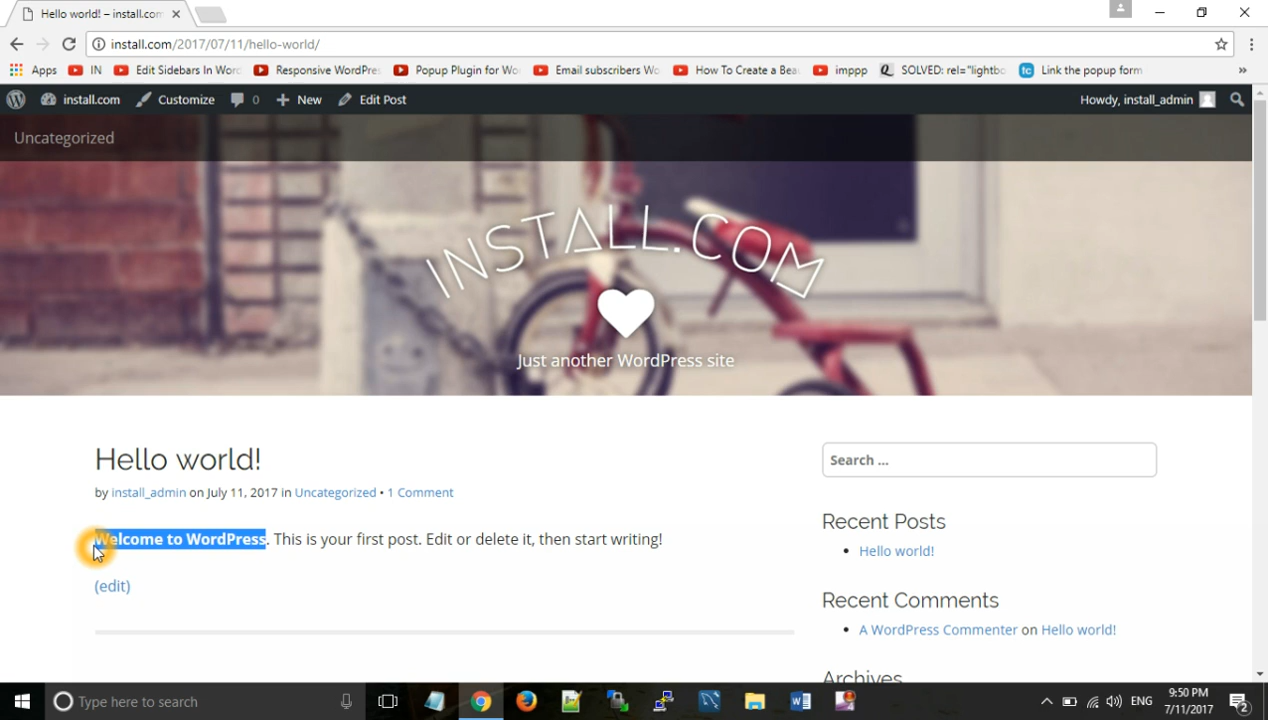 Hello world! – install.com
install.com/2017/07/11/hello-world/
Apps IN Edit Sidebars In Word Responsive WordPres Popup Plugin for Wo Email subscribers Wo How To Create a Beau imppp SOLVED: rel="lightbo Link the popup form »
install.com Customize 0 New Edit Post Howdy, install_admin
Uncategorized
INSTALL.COM
Just another WordPress site
Hello world!
by install_admin on July 11, 2017 in Uncategorized • 1 Comment
Search ...
Welcome to WordPress. This is your first post. Edit or delete it, then start writing!
(edit)
Recent Posts
Hello world!
Recent Comments
A WordPress Commenter on Hello world!
Archives
Type here to search
ENG
9:50 PM
7/11/2017
2